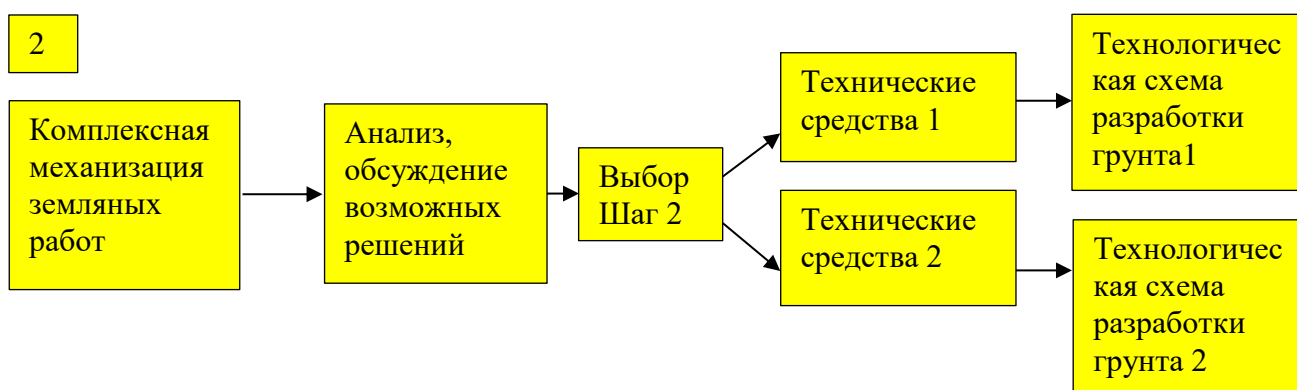 2
Комплексная
механизация
земляных
работ
Анализ,
обсуждение
возможных
решений
Выбор
Шаг 2
Технические
средства 1
Технологичес
кая схема
разработки
грунта1
Технические
средства 2
Технологичес
кая схема
разработки
грунта 2